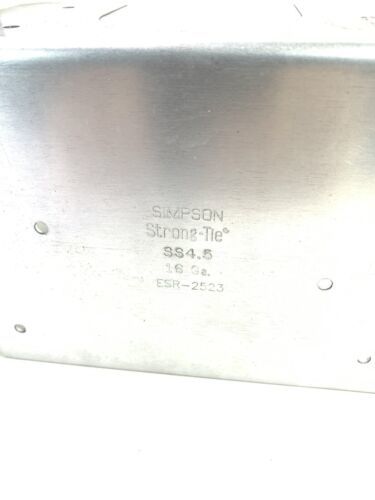 SIMPSON
Strong-Tie®
SS4.5
16 Ga.
ESR-2523